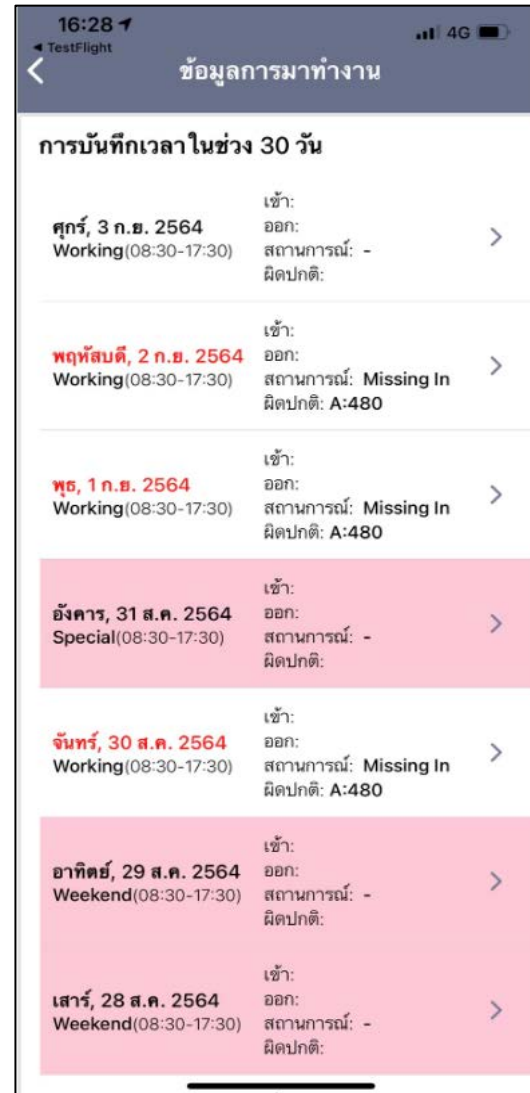 16:28
4G
◀ TestFlight
ข้อมูลการมาทำงาน
การบันทึกเวลาในช่วง 30 วัน
ศุกร์, 3 ก.ย. 2564
Working(08:30-17:30)
เข้า:
ออก:
สถานการณ์: -
ผิดปกติ:
พฤหัสบดี, 2 ก.ย. 2564
Working(08:30-17:30)
เข้า:
ออก:
สถานการณ์: Missing In
ผิดปกติ: A:480
พุธ, 1 ก.ย. 2564
Working(08:30-17:30)
เข้า:
ออก:
สถานการณ์: Missing In
ผิดปกติ: A:480
อังคาร, 31 ส.ค. 2564
Special(08:30-17:30)
เข้า:
ออก:
สถานการณ์: -
ผิดปกติ:
จันทร์, 30 ส.ค. 2564
Working(08:30-17:30)
เข้า:
ออก:
สถานการณ์: Missing In
ผิดปกติ: A:480
อาทิตย์, 29 ส.ค. 2564
Weekend(08:30-17:30)
เข้า:
ออก:
สถานการณ์: -
ผิดปกติ:
เสาร์, 28 ส.ค. 2564
Weekend(08:30-17:30)
เข้า:
ออก:
สถานการณ์: -
ผิดปกติ: